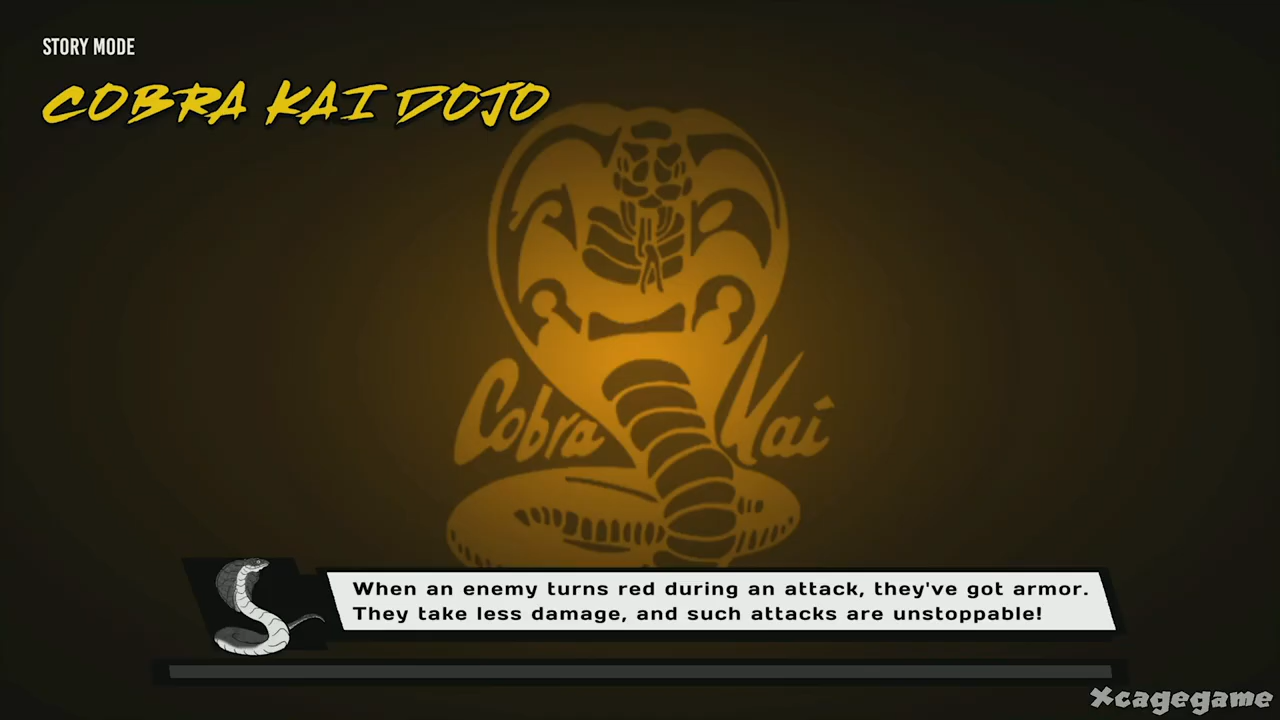 STORY MODE
COBRA KAI DOJO
Cobra Kai
When an enemy turns red during an attack, they've got armor.
They take less damage, and such attacks are unstoppable!
Xcagegame